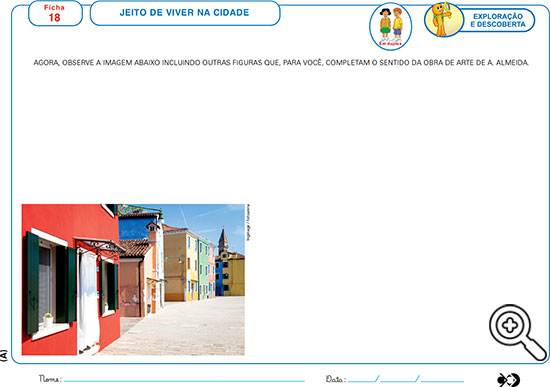 Ficha
18
JEITO DE VIVER NA CIDADE
Em duplas
EXPLORAÇÃO
E DESCOBERTA
AGORA, OBSERVE A IMAGEM ABAIXO INCLUINDO OUTRAS FIGURAS QUE, PARA VOCÊ, COMPLETAM O SENTIDO DA OBRA DE ARTE DE A. ALMEIDA.
(A)
Nome:
Data: / /